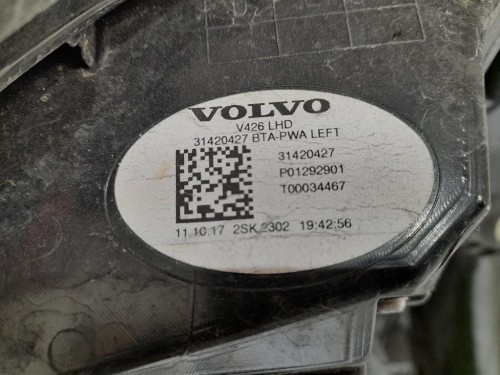 VOLVO
V426 LHD
31420427 BTA-PWA LEFT
31420427
P01292901
T00034467
11.10.17 2SK.2302 19:42:56